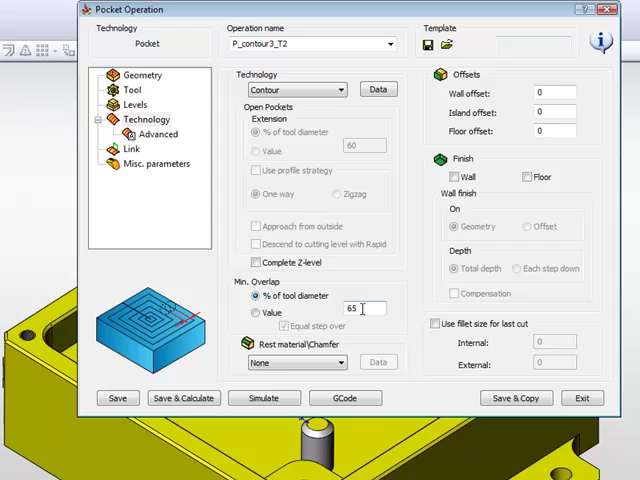 Pocket Operation
Technology
Pocket
Operation name
P_contour3_T2
Template
Geometry
Tool
Levels
Technology
Advanced
Link
Misc. parameters
Technology
Contour
Data
Open Pockets
Extension
% of tool diameter
60
Value
Use profile strategy
One way
Zigzag
Approach from outside
Descend to cutting level with Rapid
Complete Z-level
Min. Overlap
% of tool diameter
65
Value
Equal step over
Rest material\Chamfer
None
Data
Offsets
Wall offset:
0
Island offset:
0
Floor offset:
0
Finish
Wall
Floor
Wall finish
On
Geometry
Offset
Depth
Total depth
Each step down
Compensation
Use fillet size for last cut
Internal:
0
External:
0
Save
Save & Calculate
Simulate
GCode
Save & Copy
Exit